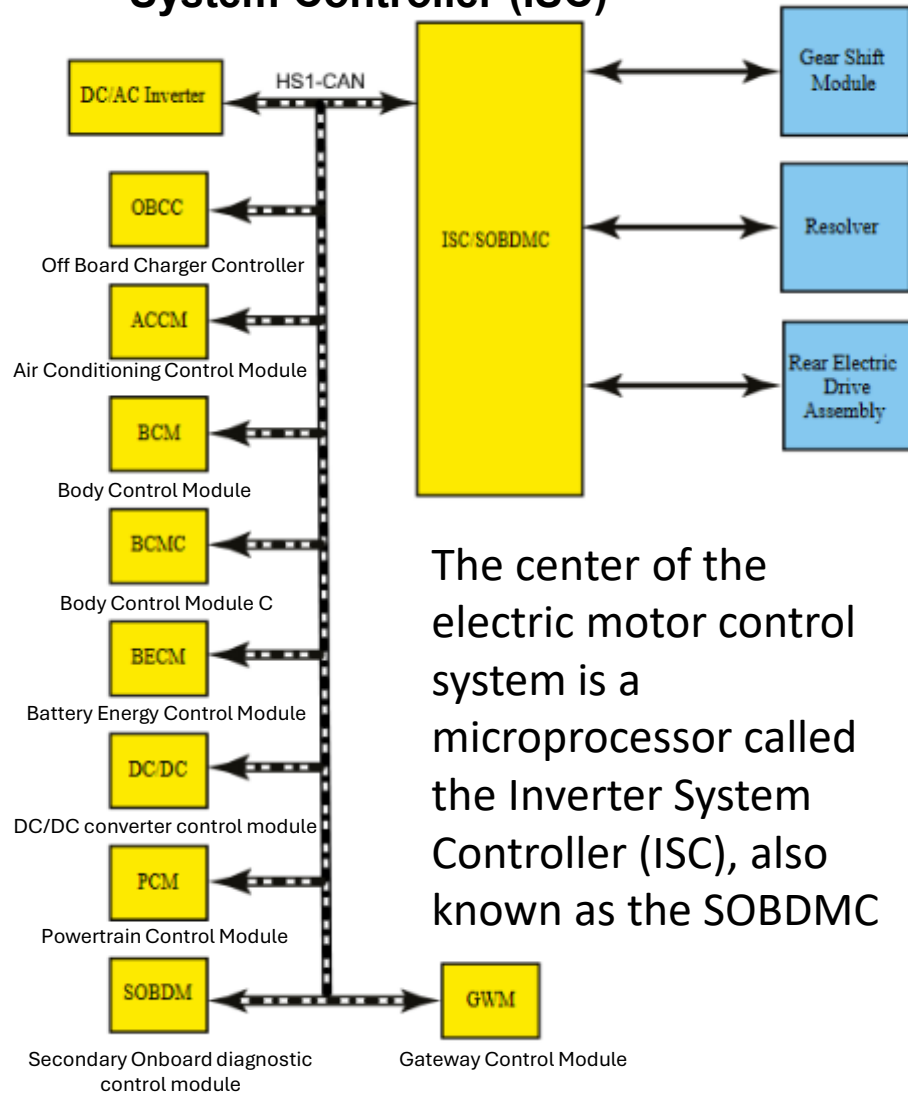 System Controller (ISC)
DC/AC Inverter
HS1-CAN
Gear Shift
Module
OBCC
Off Board Charger Controller
ISC/SOBDMC
Resolver
ACCM
Air Conditioning Control Module
Rear Electric
Drive
Assembly
BCM
Body Control Module
BCMC
Body Control Module C
BECM
Battery Energy Control Module
DC/DC
DC/DC converter control module
PCM
Powertrain Control Module
The center of the
electric motor control
system is a
microprocessor called
the Inverter System
Controller (ISC), also
known as the SOBDMC
SOBDM
Secondary Onboard diagnostic
control module
GWM
Gateway Control Module